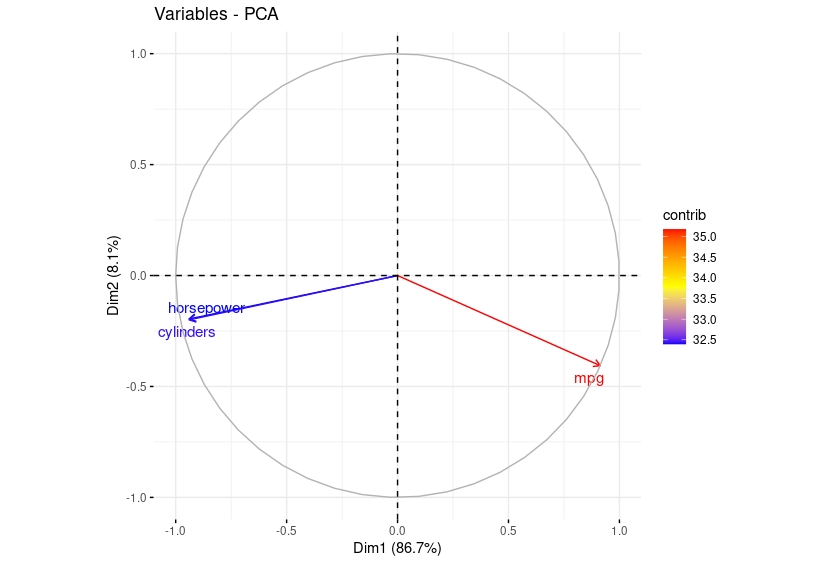 Variables - PCA
1.0
0.5
0.0
-0.5
-1.0
Dim2 (8.1%)
horsepower
cylinders
mpg
-1.0
-0.5
0.0
0.5
1.0
Dim1 (86.7%)
contrib
35.0
34.5
34.0
33.5
33.0
32.5